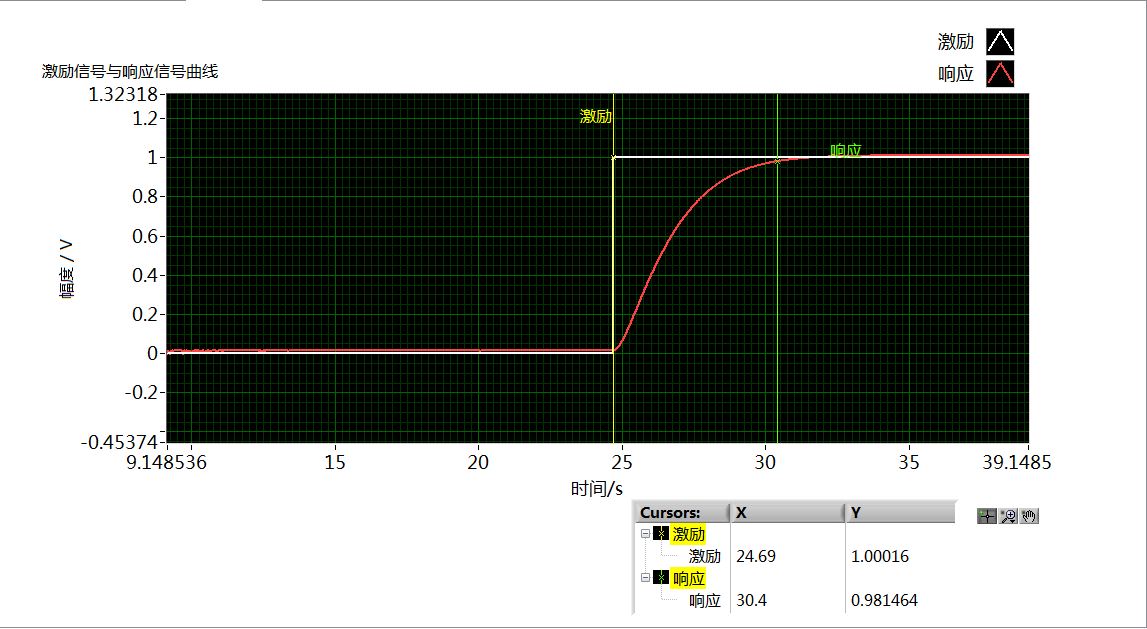 激励
响应
激励信号与响应信号曲线
1.32318
1.2
1
0.8
0.6
0.4
0.2
0
-0.2
-0.45374
幅度 / V
激励
响应
9.148536
15
20
25
30
35
39.1485
时间/s
Cursors: X Y
激励
激励 24.69 1.00016
响应
响应 30.4 0.981464